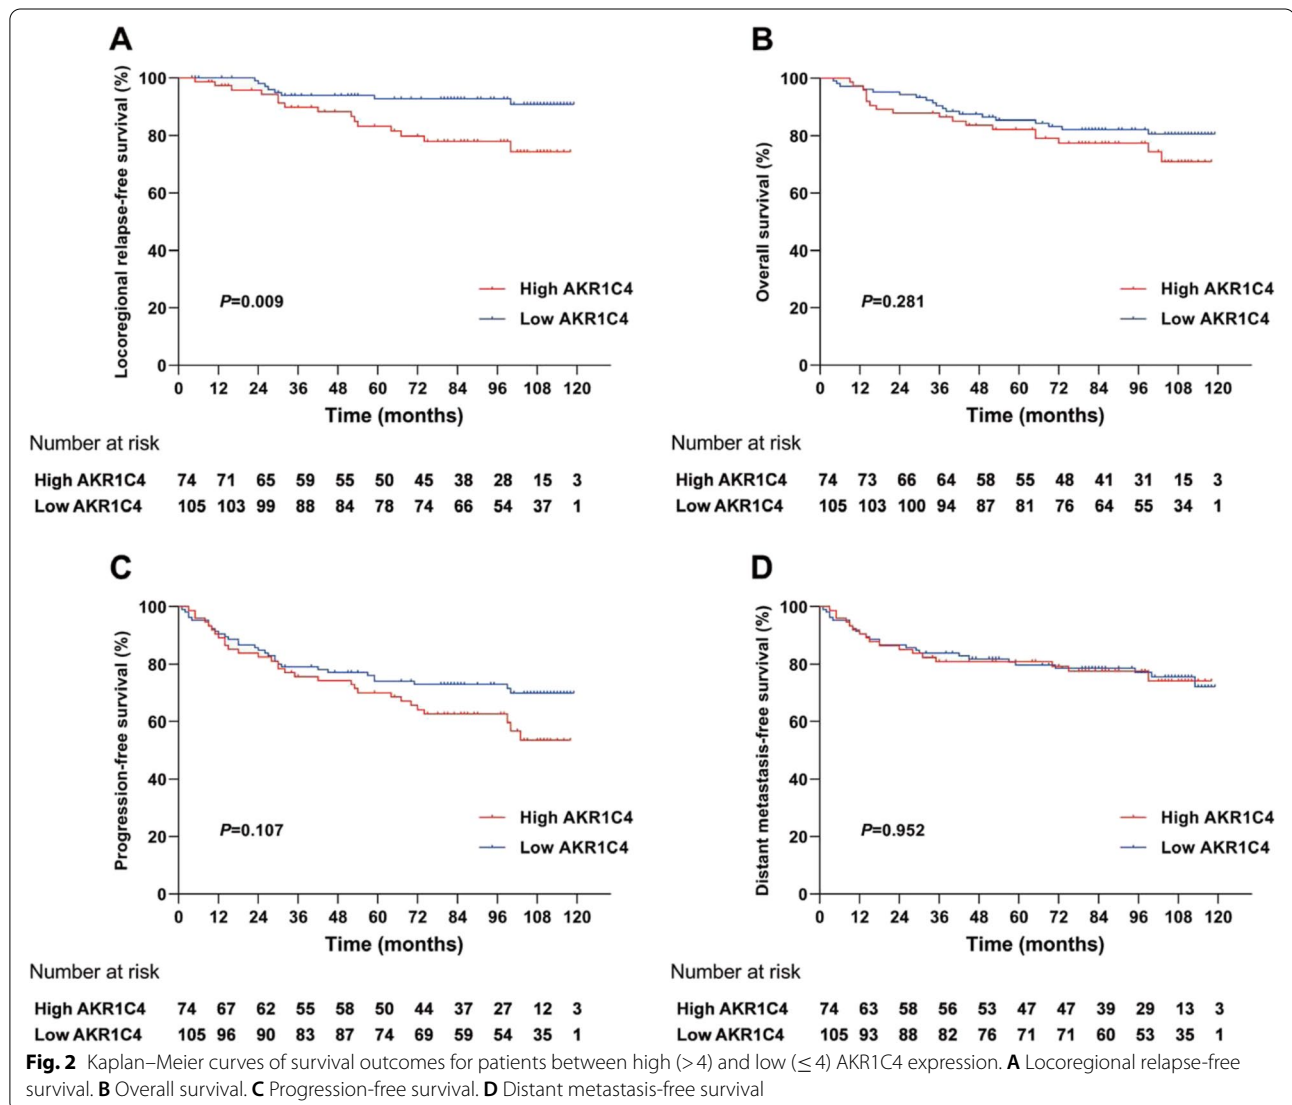 A
Locoregional relapse-free survival (%)
100
80
60
40
20
0
P=0.009
High AKR1C4
Low AKR1C4
0 12 24 36 48 60 72 84 96 108 120
Time (months)
Number at risk
High AKR1C4 74 71 65 59 55 50 45 38 28 15 3
Low AKR1C4 105 103 99 88 84 78 74 66 54 37 1
B
Overall survival (%)
100
80
60
40
20
0
P=0.281
High AKR1C4
Low AKR1C4
0 12 24 36 48 60 72 84 96 108 120
Time (months)
Number at risk
High AKR1C4 74 73 66 64 58 55 48 41 31 15 3
Low AKR1C4 105 103 100 94 87 81 76 64 55 34 1
C
Progression-free survival (%)
100
80
60
40
20
0
P=0.107
High AKR1C4
Low AKR1C4
0 12 24 36 48 60 72 84 96 108 120
Time (months)
Number at risk
High AKR1C4 74 67 62 55 58 50 44 37 27 12 3
Low AKR1C4 105 96 90 83 87 74 69 59 54 35 1
D
Distant metastasis-free survival (%)
100
80
60
40
20
0
P=0.952
High AKR1C4
Low AKR1C4
0 12 24 36 48 60 72 84 96 108 120
Time (months)
Number at risk
High AKR1C4 74 63 58 56 53 47 47 39 29 13 3
Low AKR1C4 105 93 88 82 76 71 71 60 53 35 1
Fig. 2 Kaplan–Meier curves of survival outcomes for patients between high (> 4) and low (≤ 4) AKR1C4 expression. A Locoregional relapse-free
survival. B Overall survival. C Progression-free survival. D Distant metastasis-free survival